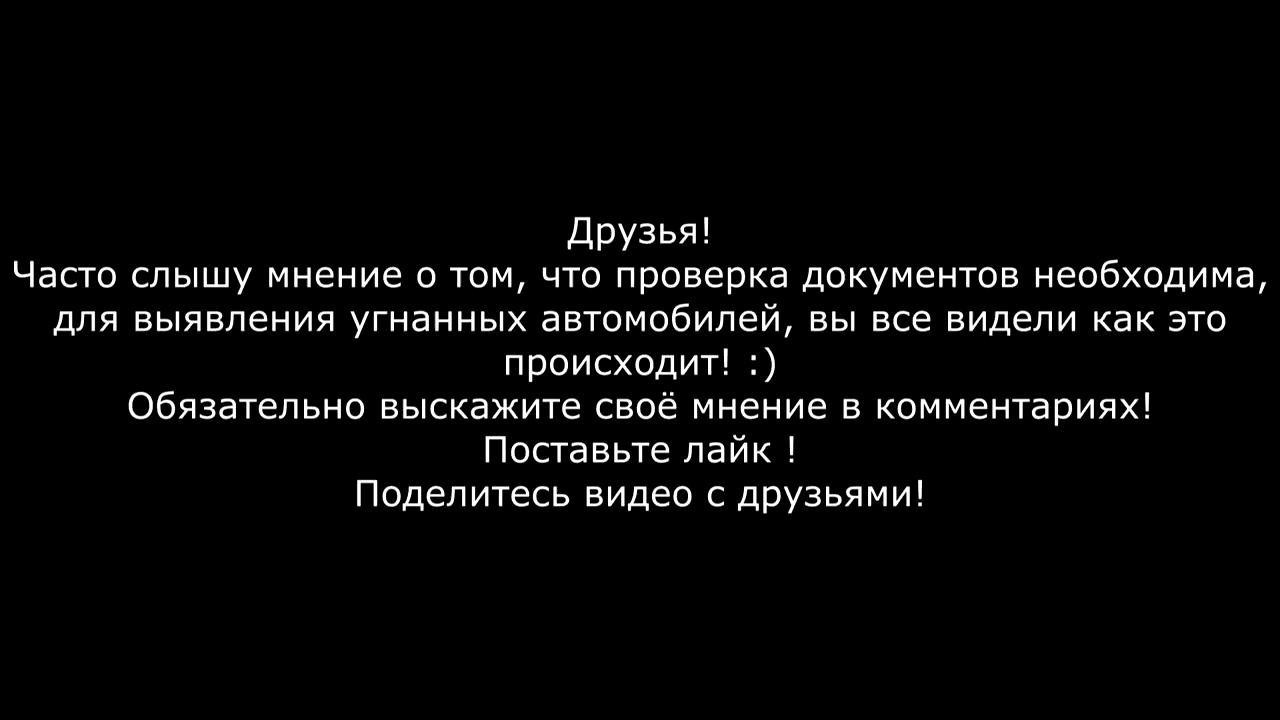 Друзья!
Часто слышу мнение о том, что проверка документов необходима,
для выявления угнанных автомобилей, вы все видели как это
происходит! :)
Обязательно выскажите своё мнение в комментариях!
Поставьте лайк !
Поделитесь видео с друзьями!